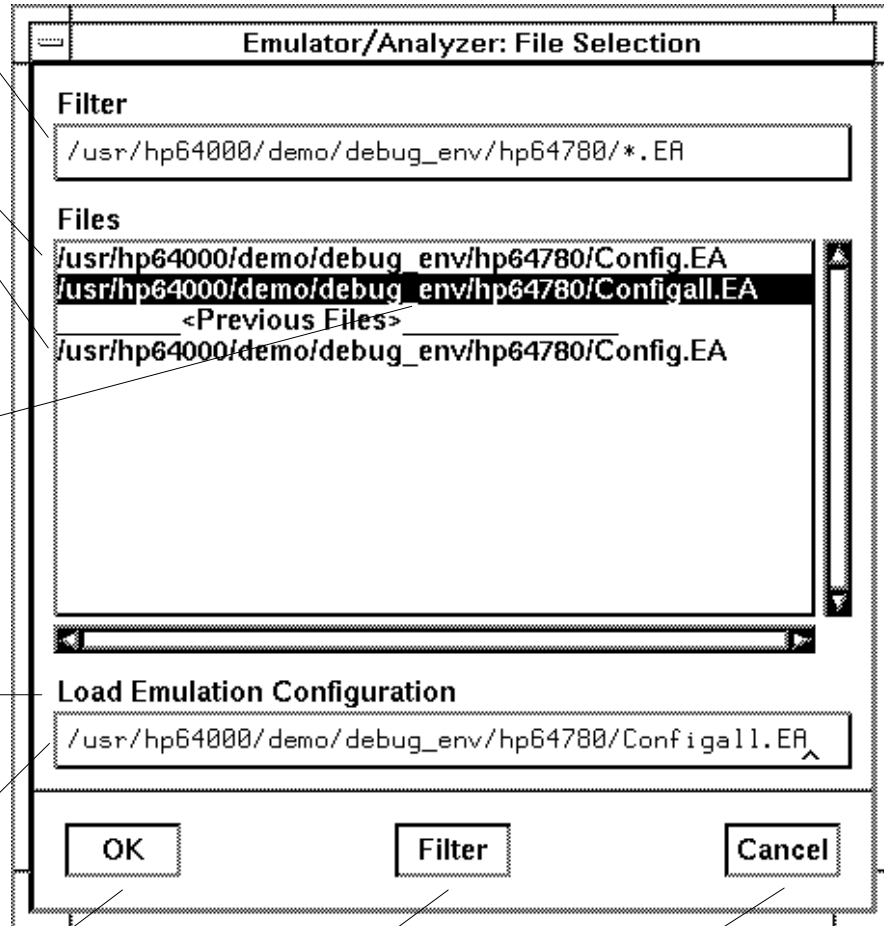 Emulator/Analyzer: File Selection
Filter
/usr/hp64000/demo/debug_env/hp64780/*.EA
Files
/usr/hp64000/demo/debug_env/hp64780/Config.EA
/usr/hp64000/demo/debug_env/hp64780/Configall.EA
________<Previous Files>______________
/usr/hp64000/demo/debug_env/hp64780/Config.EA
Load Emulation Configuration
/usr/hp64000/demo/debug_env/hp64780/Configall.EA
OK Filter Cancel